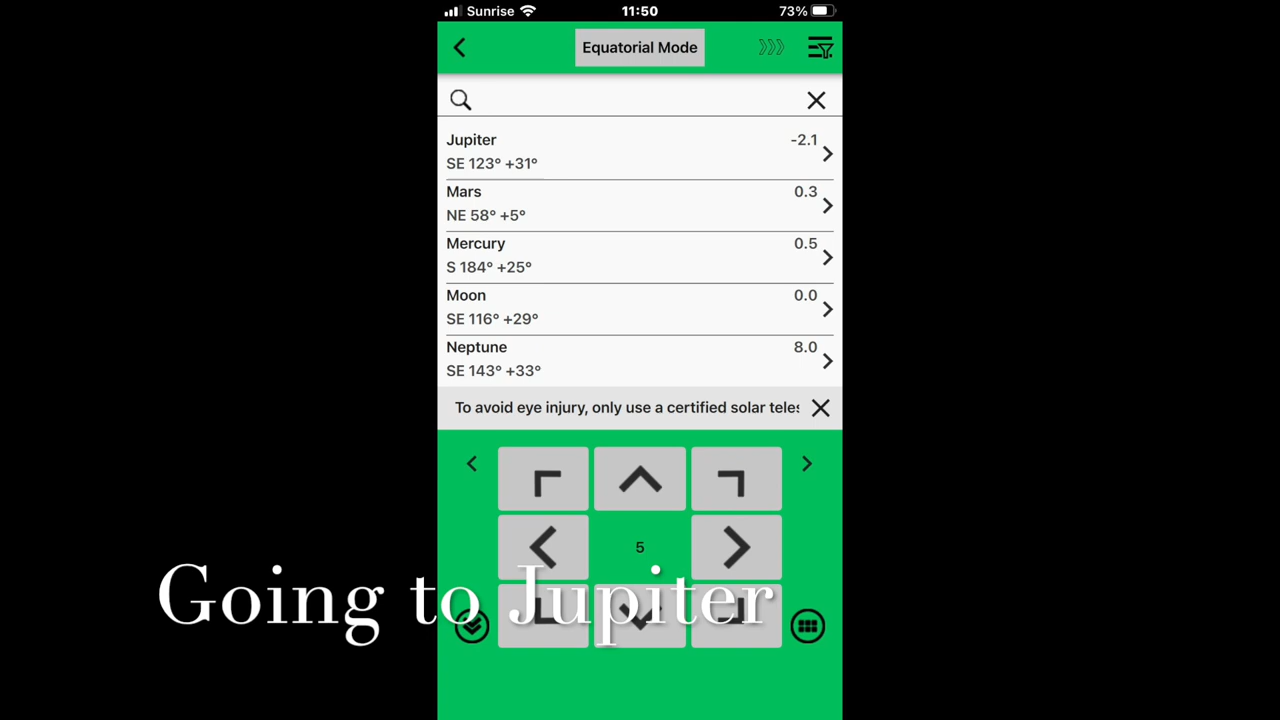 Sunrise 11:50 73%
Equatorial Mode
Jupiter -2.1
SE 123° +31°
Mars 0.3
NE 58° +5°
Mercury 0.5
S 184° +25°
Moon 0.0
SE 116° +29°
Neptune 8.0
SE 143° +33°
To avoid eye injury, only use a certified solar teles
5
Going to Jupiter